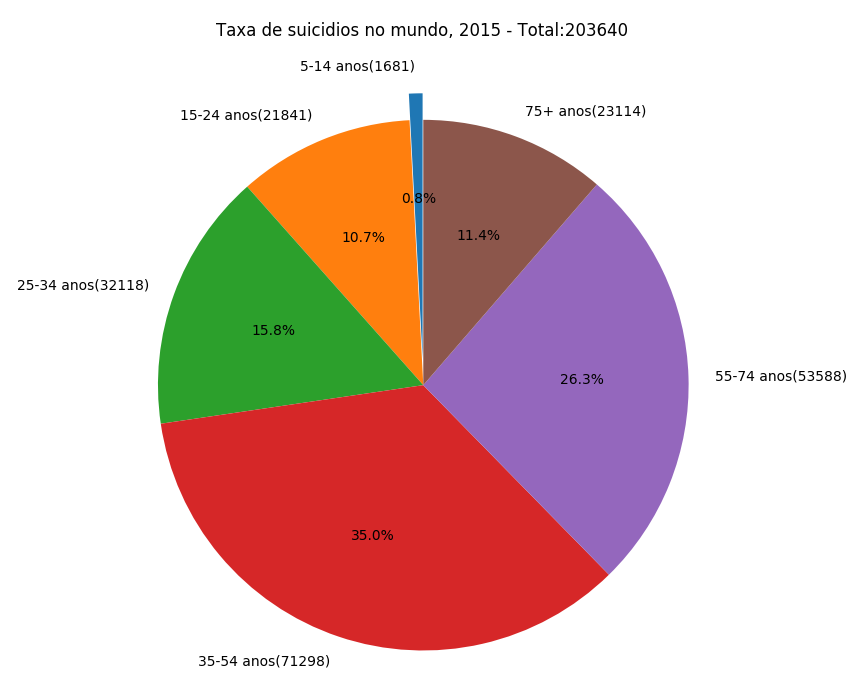 Taxa de suicidios no mundo, 2015 - Total:203640
5-14 anos(1681)
75+ anos(23114)
15-24 anos(21841)
0.8%
11.4%
10.7%
25-34 anos(32118)
15.8%
55-74 anos(53588)
26.3%
35.0%
35-54 anos(71298)